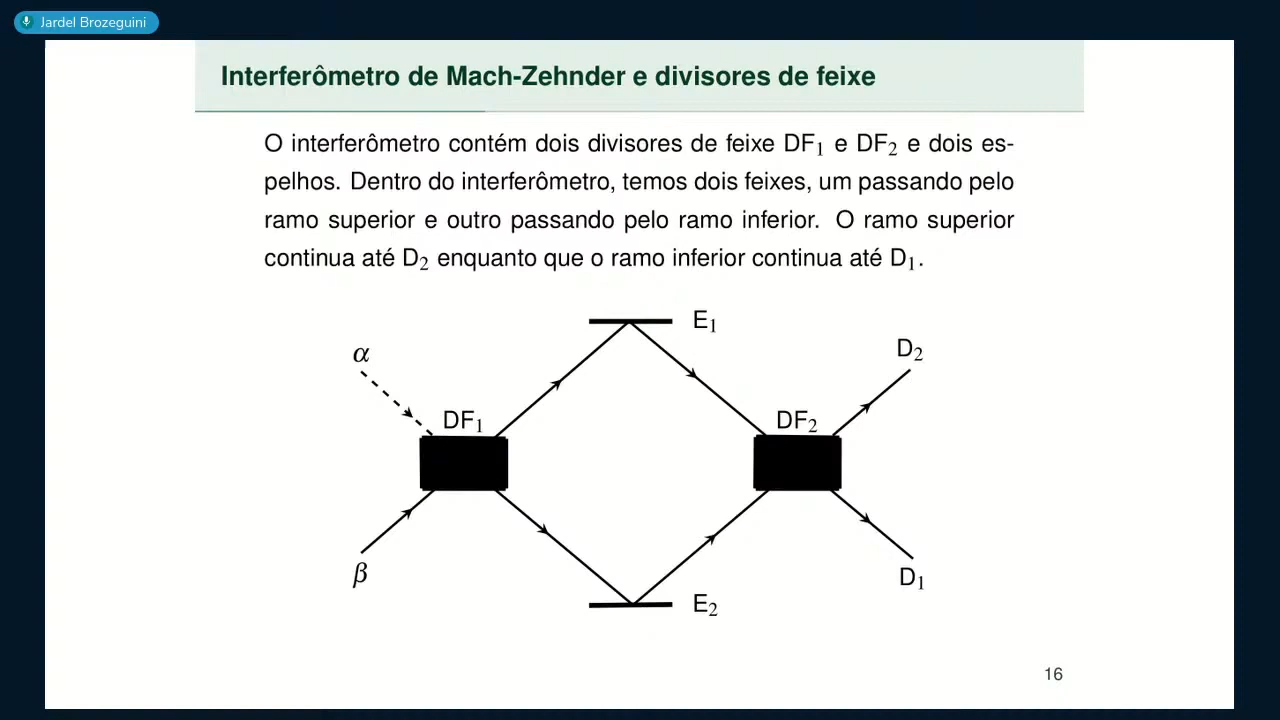 Jardel Brozeguini
Interferômetro de Mach-Zehnder e divisores de feixe
O interferômetro contém dois divisores de feixe DF₁ e DF₂ e dois es-
pelhos. Dentro do interferômetro, temos dois feixes, um passando pelo
ramo superior e outro passando pelo ramo inferior. O ramo superior
continua até D₂ enquanto que o ramo inferior continua até D₁.
E₁
α
D₂
DF₁
DF₂
β
D₁
E₂
16